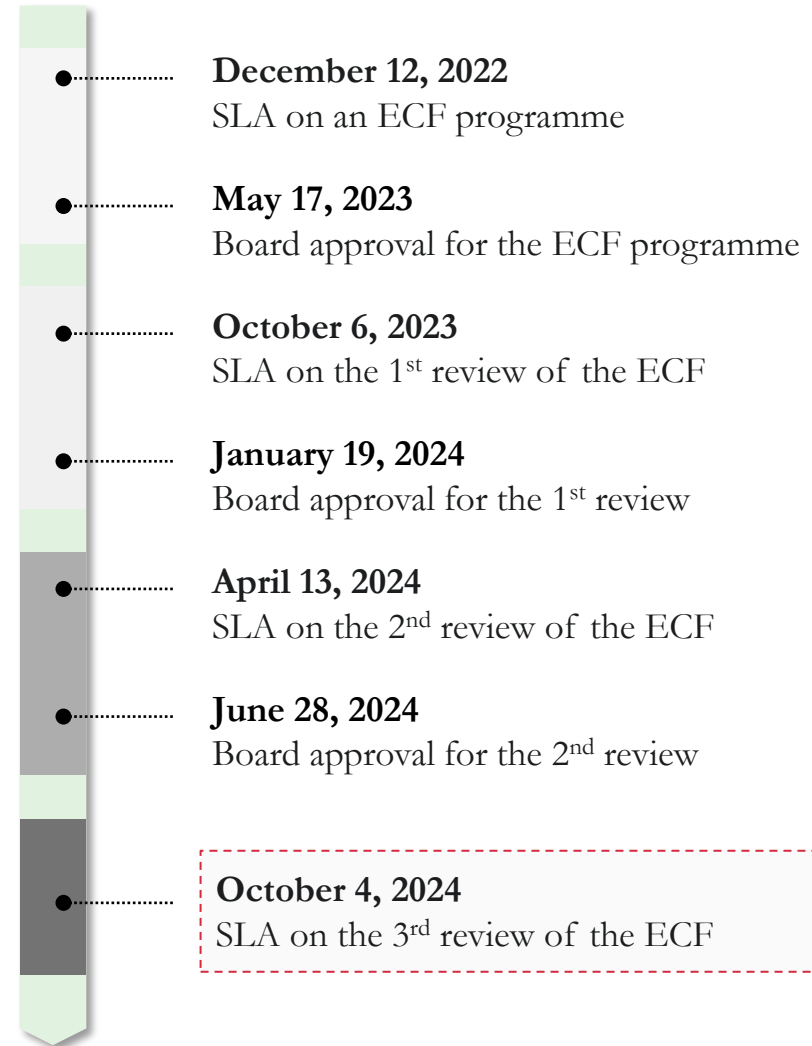 December 12, 2022
SLA on an ECF programme
May 17, 2023
Board approval for the ECF programme
October 6, 2023
SLA on the 1st review of the ECF
January 19, 2024
Board approval for the 1st review
April 13, 2024
SLA on the 2nd review of the ECF
June 28, 2024
Board approval for the 2nd review
October 4, 2024
SLA on the 3rd review of the ECF